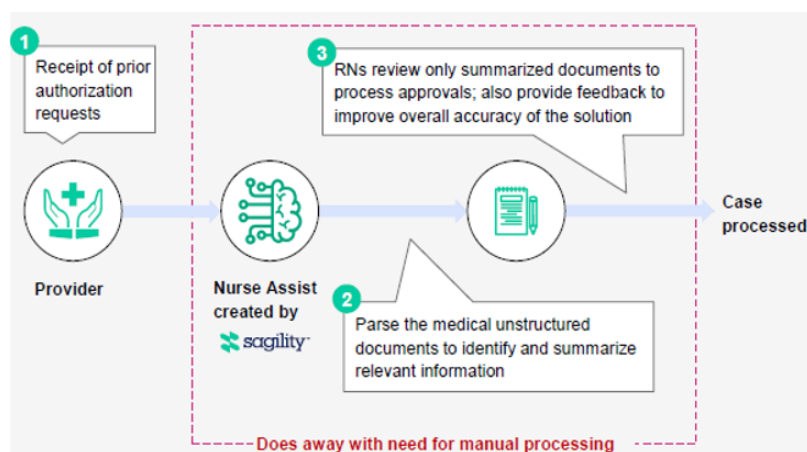 1
Receipt of prior
authorization
requests
3
RNs review only summarized documents to
process approvals; also provide feedback to
improve overall accuracy of the solution
Provider
Nurse Assist
created by
sagility
Case
processed
2
Parse the medical unstructured
documents to identify and summarize
relevant information
Does away with need for manual processing